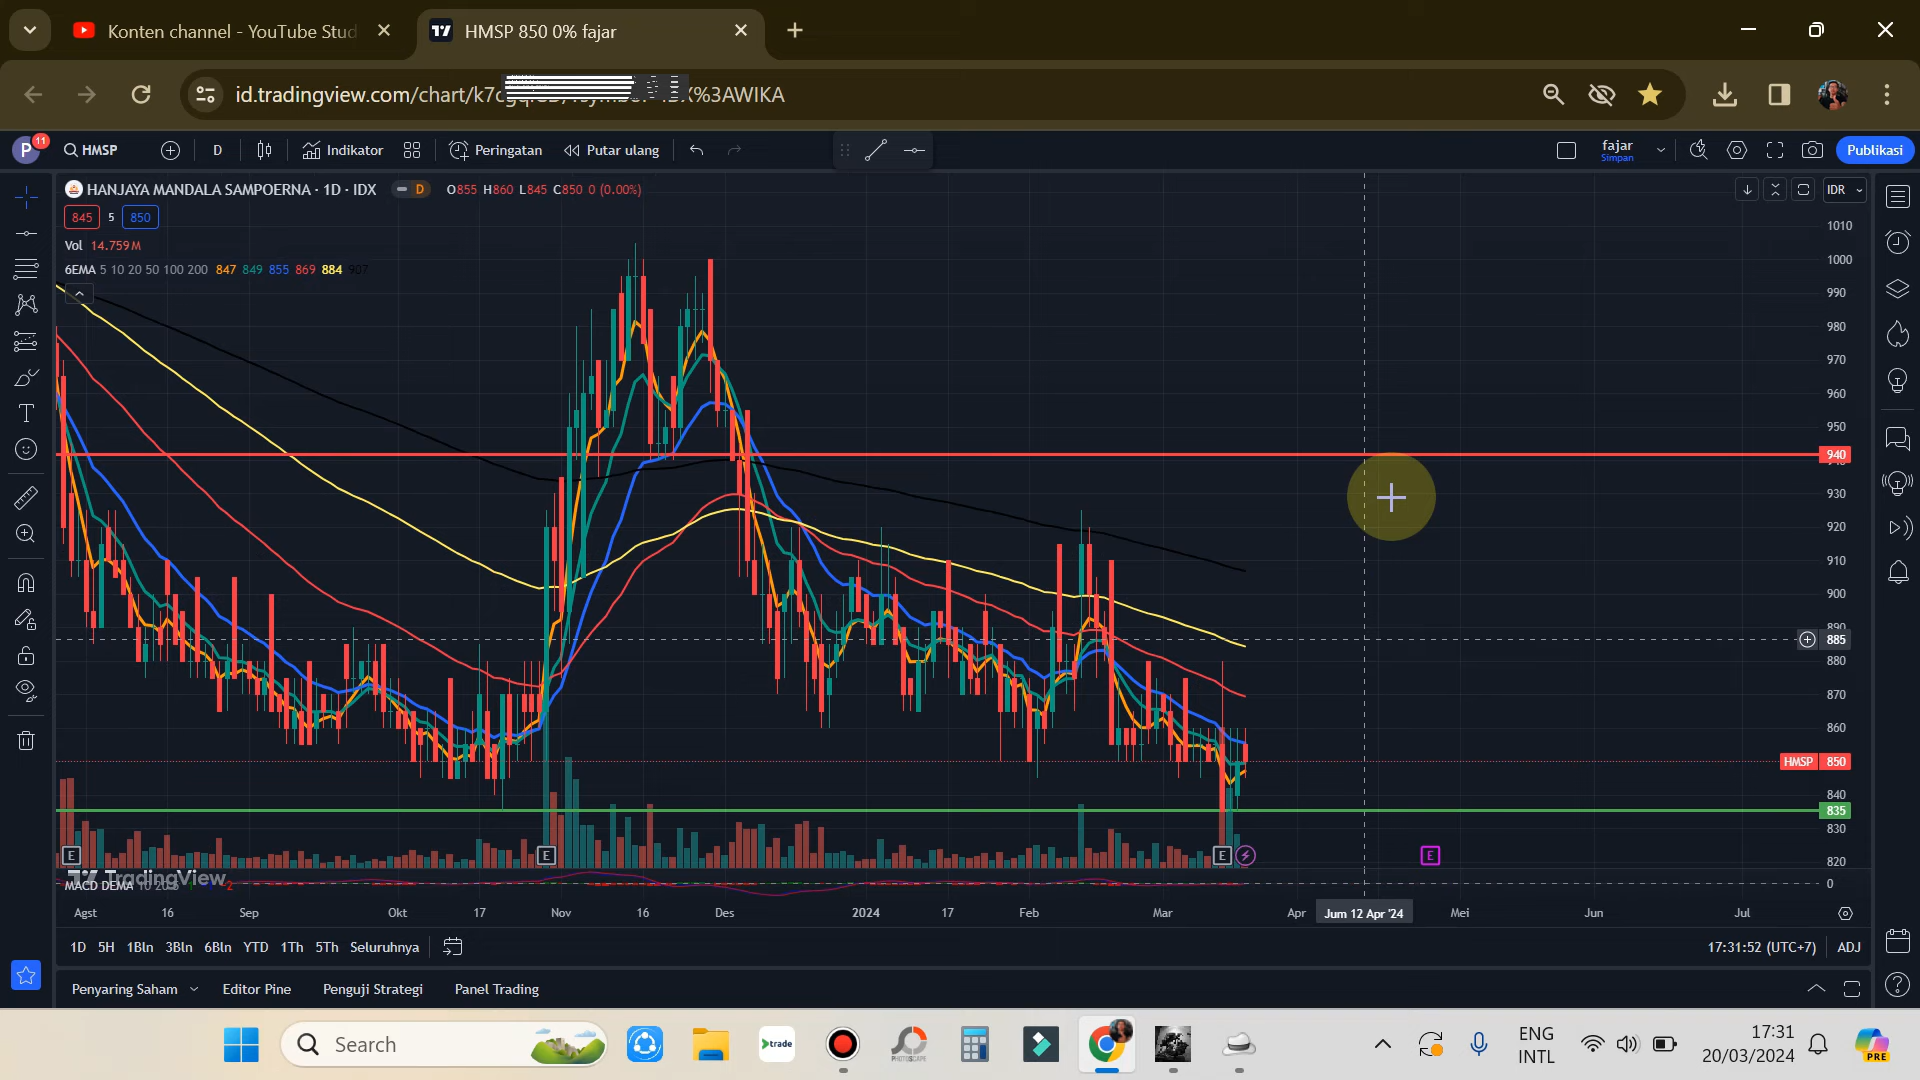 Konten channel - YouTube Stud
HMSP 850 0% fajar
id.tradingview.com/chart/k7c
X%3AWIKA
P
11
HMSP
D
Indikator
Peringatan
Putar ulang
fajar
Simpan
Publikasi
HANJAYA MANDALA SAMPOERNA · 1D · IDX
D
O855 H860 L845 C850 0 (0.00%)
IDR
845
5
850
Vol 14.759M
6EMA 5 10 20 50 100 200 847 849 855 869 884 907
1010
1000
990
980
970
960
950
940
930
920
910
900
890
885
880
870
860
HMSP 850
840
835
830
820
E
E
E
E
TradingView
MACD DEMA
0
Agst
16
Sep
Okt
17
Nov
16
Des
2024
17
Feb
Mar
Apr
Jum 12 Apr '24
Mei
Jun
Jul
1D 5H 1Bln 3Bln 6Bln YTD 1Th 5Th Seluruhnya
17:31:52 (UTC+7)
ADJ
Penyaring Saham
Editor Pine
Penguji Strategi
Panel Trading
Search
trade
PHOTOSCAPE
ENG
INTL
17:31
20/03/2024
PRE